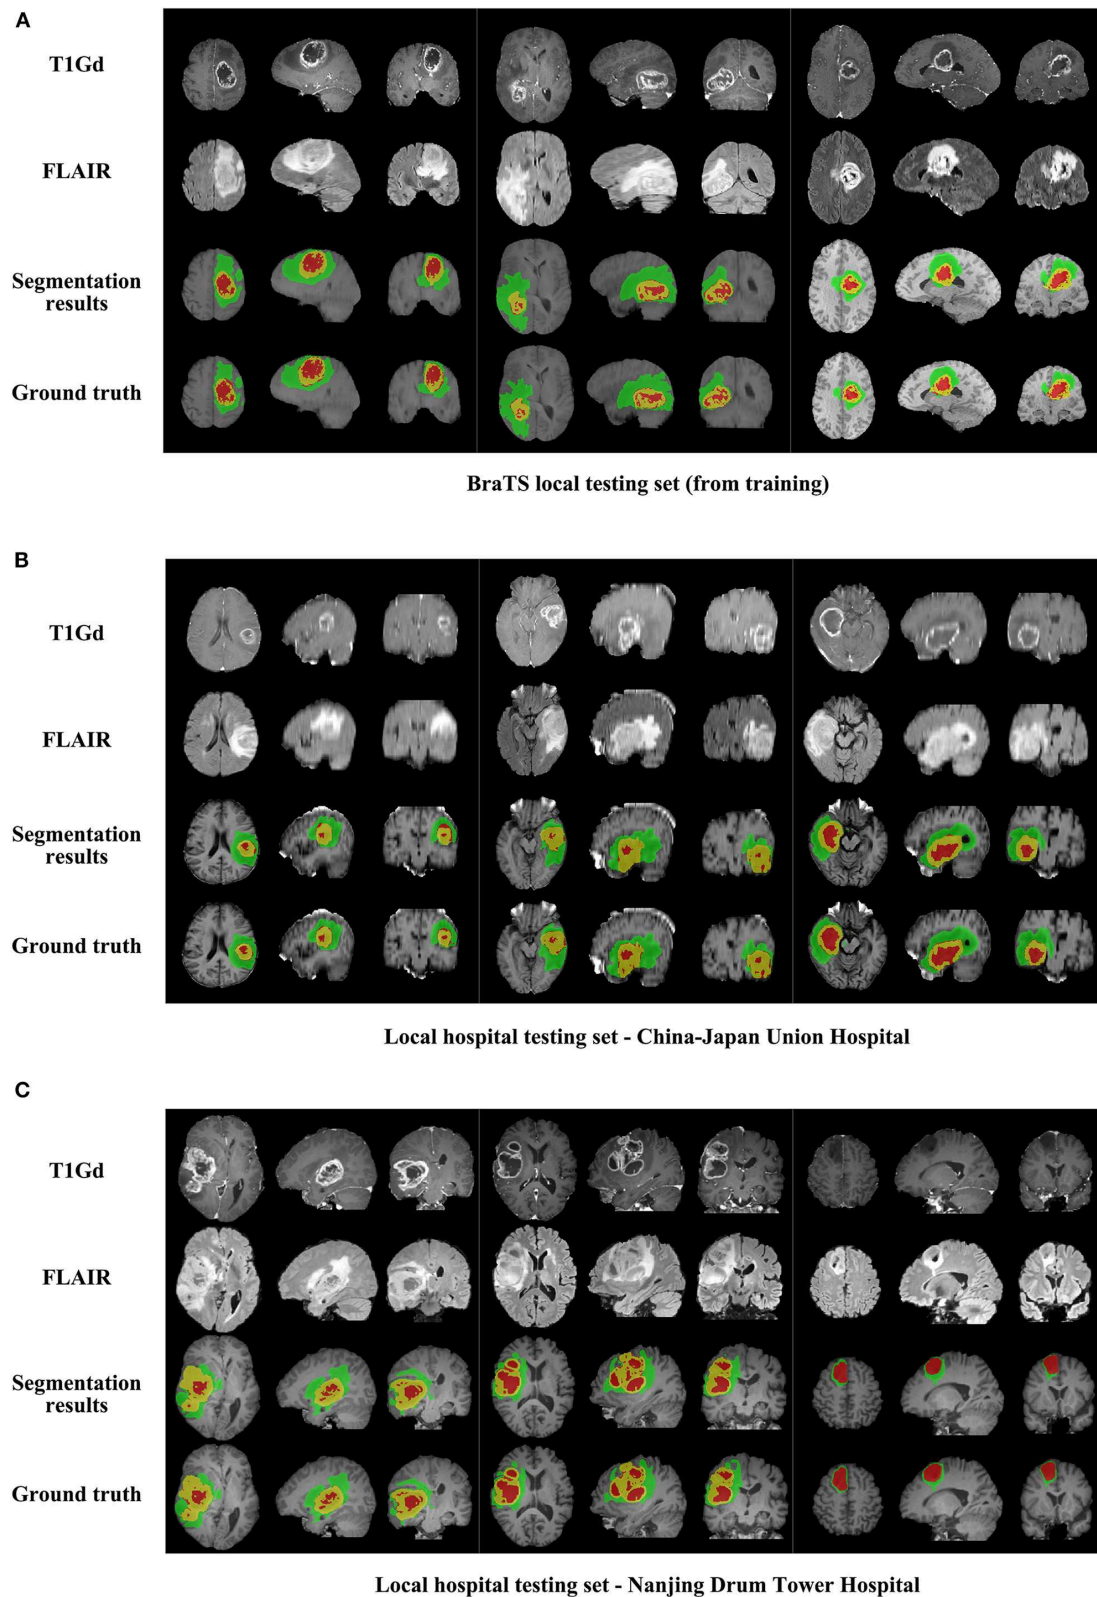 A
T1Gd
FLAIR
Segmentation
results
Ground truth
BraTS local testing set (from training)
B
T1Gd
FLAIR
Segmentation
results
Ground truth
Local hospital testing set - China-Japan Union Hospital
C
T1Gd
FLAIR
Segmentation
results
Ground truth
Local hospital testing set - Nanjing Drum Tower Hospital